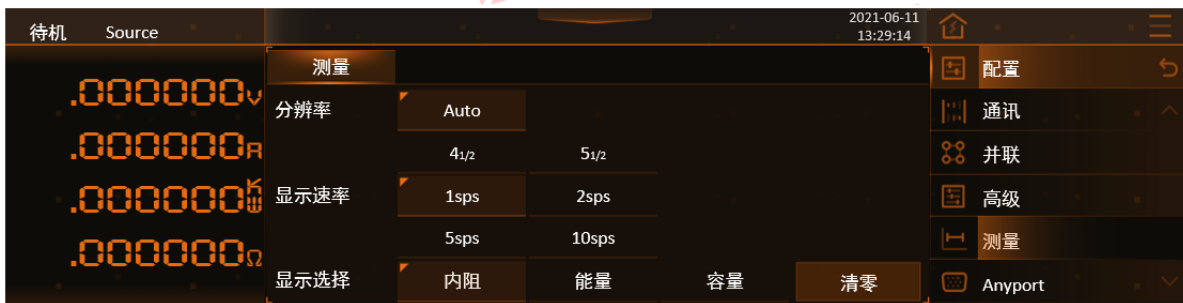 待机 Source 2021-06-11
13:29:14
测量 配置
.000000V
分辨率 Auto 通讯
4 1/2 5 1/2 并联
.000000A
显示速率 1sps 2sps 高级
.000000KW
5sps 10sps 测量
.000000Ω
显示选择 内阻 能量 容量 清零 Anyport